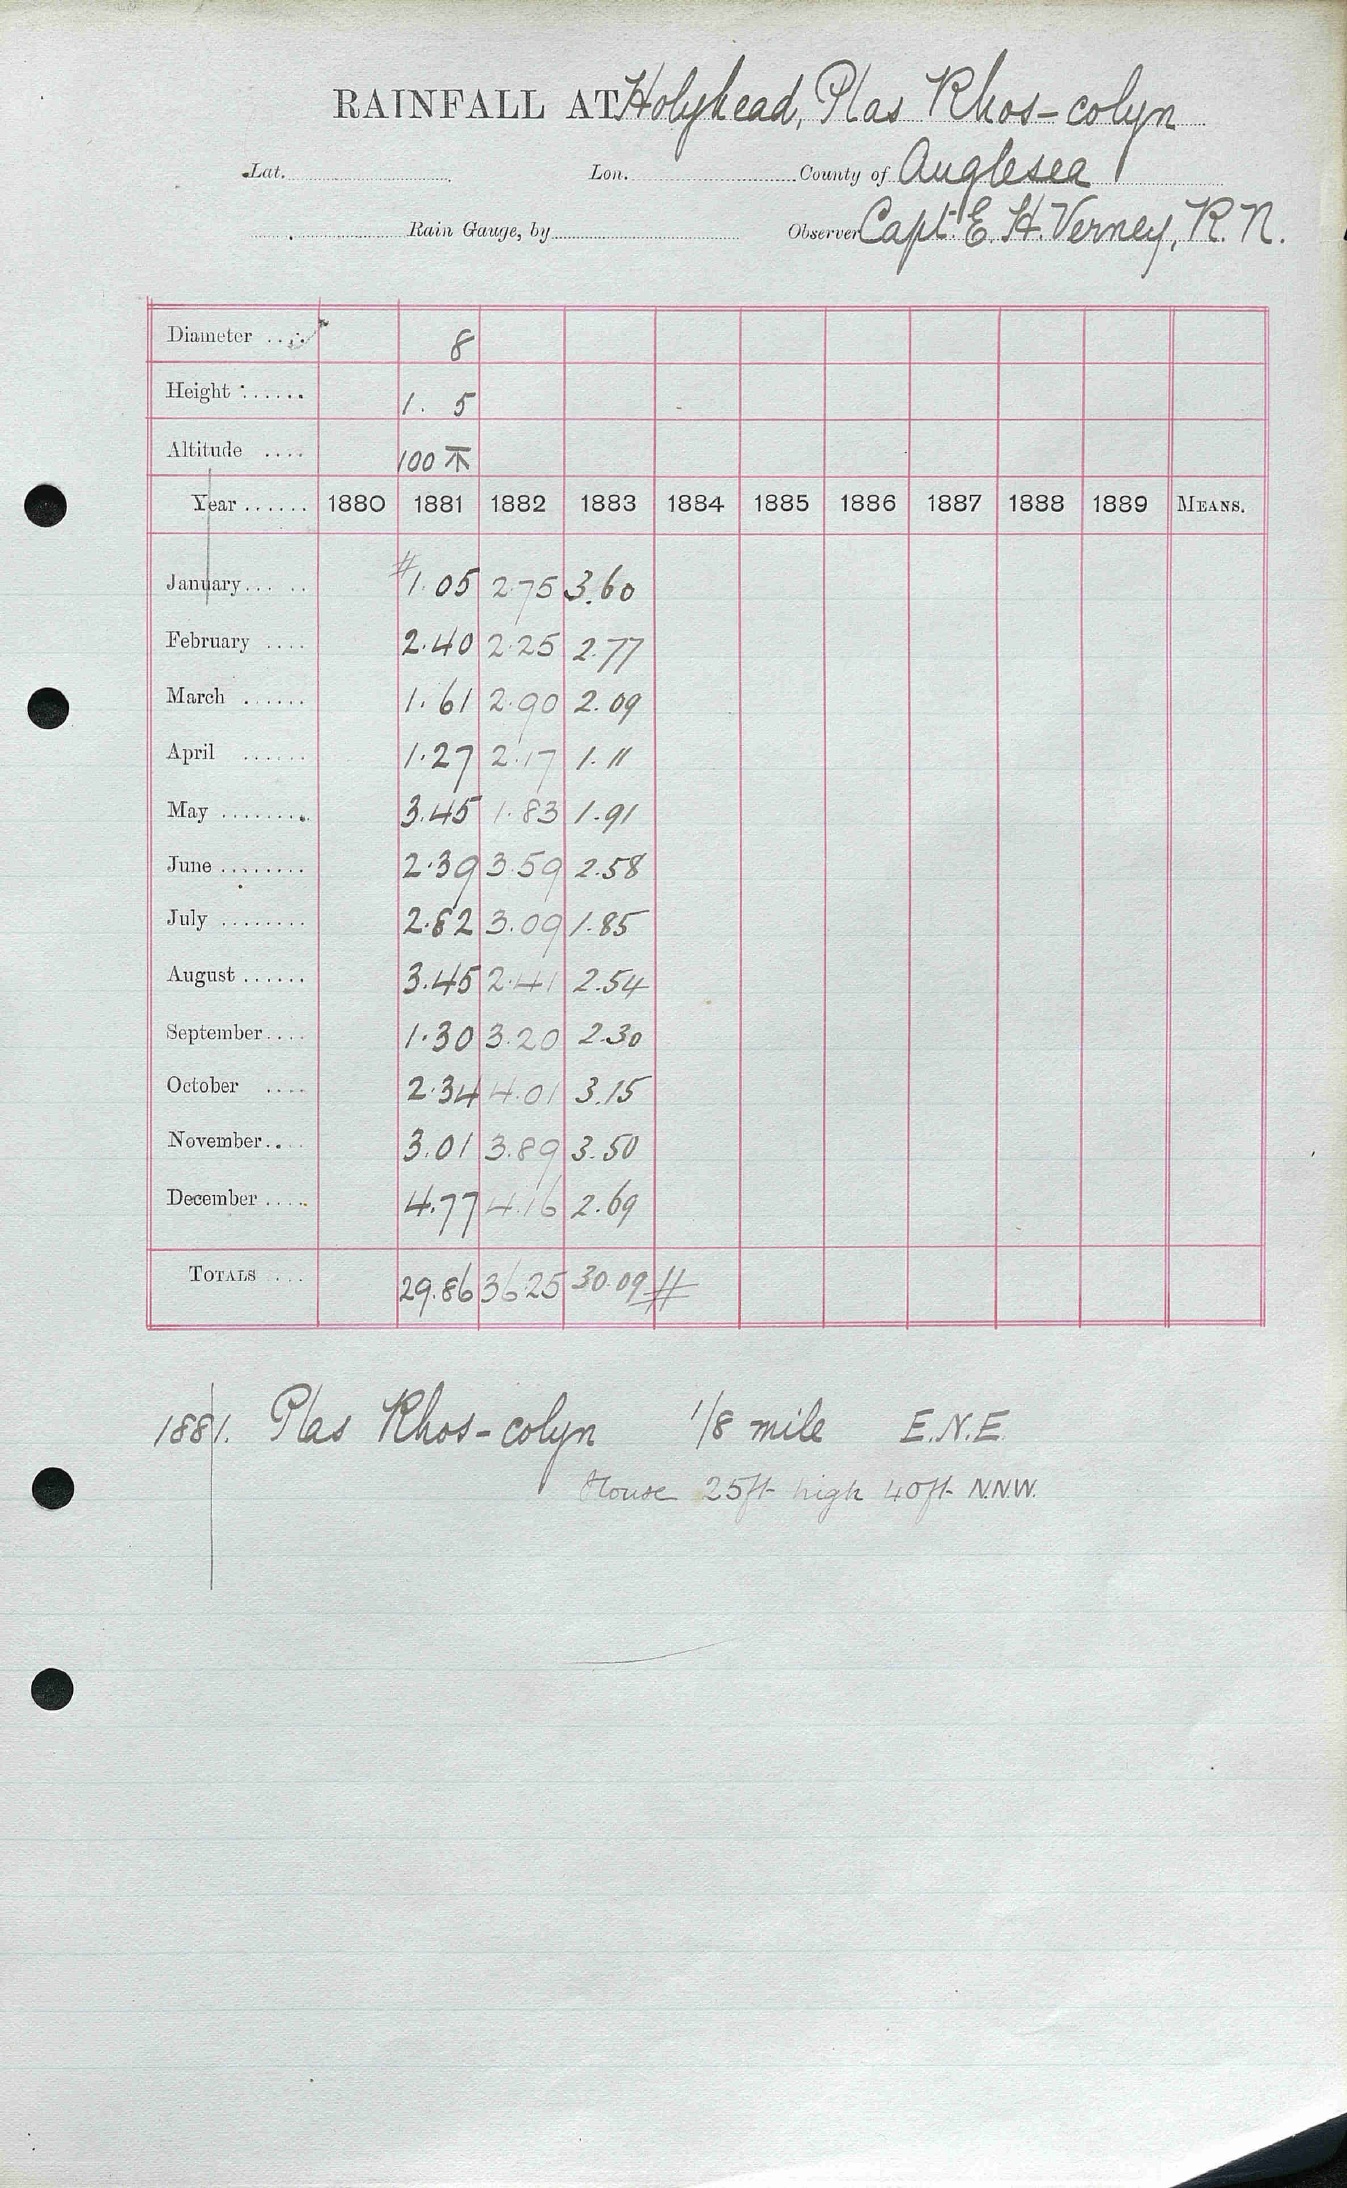 RAINFALL AT Holyhead, Plas Rhos-colyn
Lat. Lon. County of Anglesea
Rain Gauge, by Observer Capt. E. H. Verney, R. N.
Diameter .... 8
Height ...... 1. 5
Altitude .... 100
Year ...... 1880 1881 1882 1883 1884 1885 1886 1887 1888 1889 MEANS.
January.... #1.05 2.75 3.60
February .... 2.40 2.25 2.77
March ...... 1.61 2.90 2.09
April ...... 1.27 2.17 1.11
May ........ 3.45 1.83 1.91
June ........ 2.39 3.59 2.58
July ........ 2.82 3.09 1.85
August ...... 3.45 2.41 2.54
September.... 1.30 3.20 2.30
October .... 2.34 4.01 3.15
November.... 3.01 3.89 3.50
December .... 4.77 4.16 2.69
TOTALS .... 29.86 36.25 30.09 #
1881. Plas Rhos-colyn 1/8 mile E.N.E.
House 25ft high 40ft N.N.W.